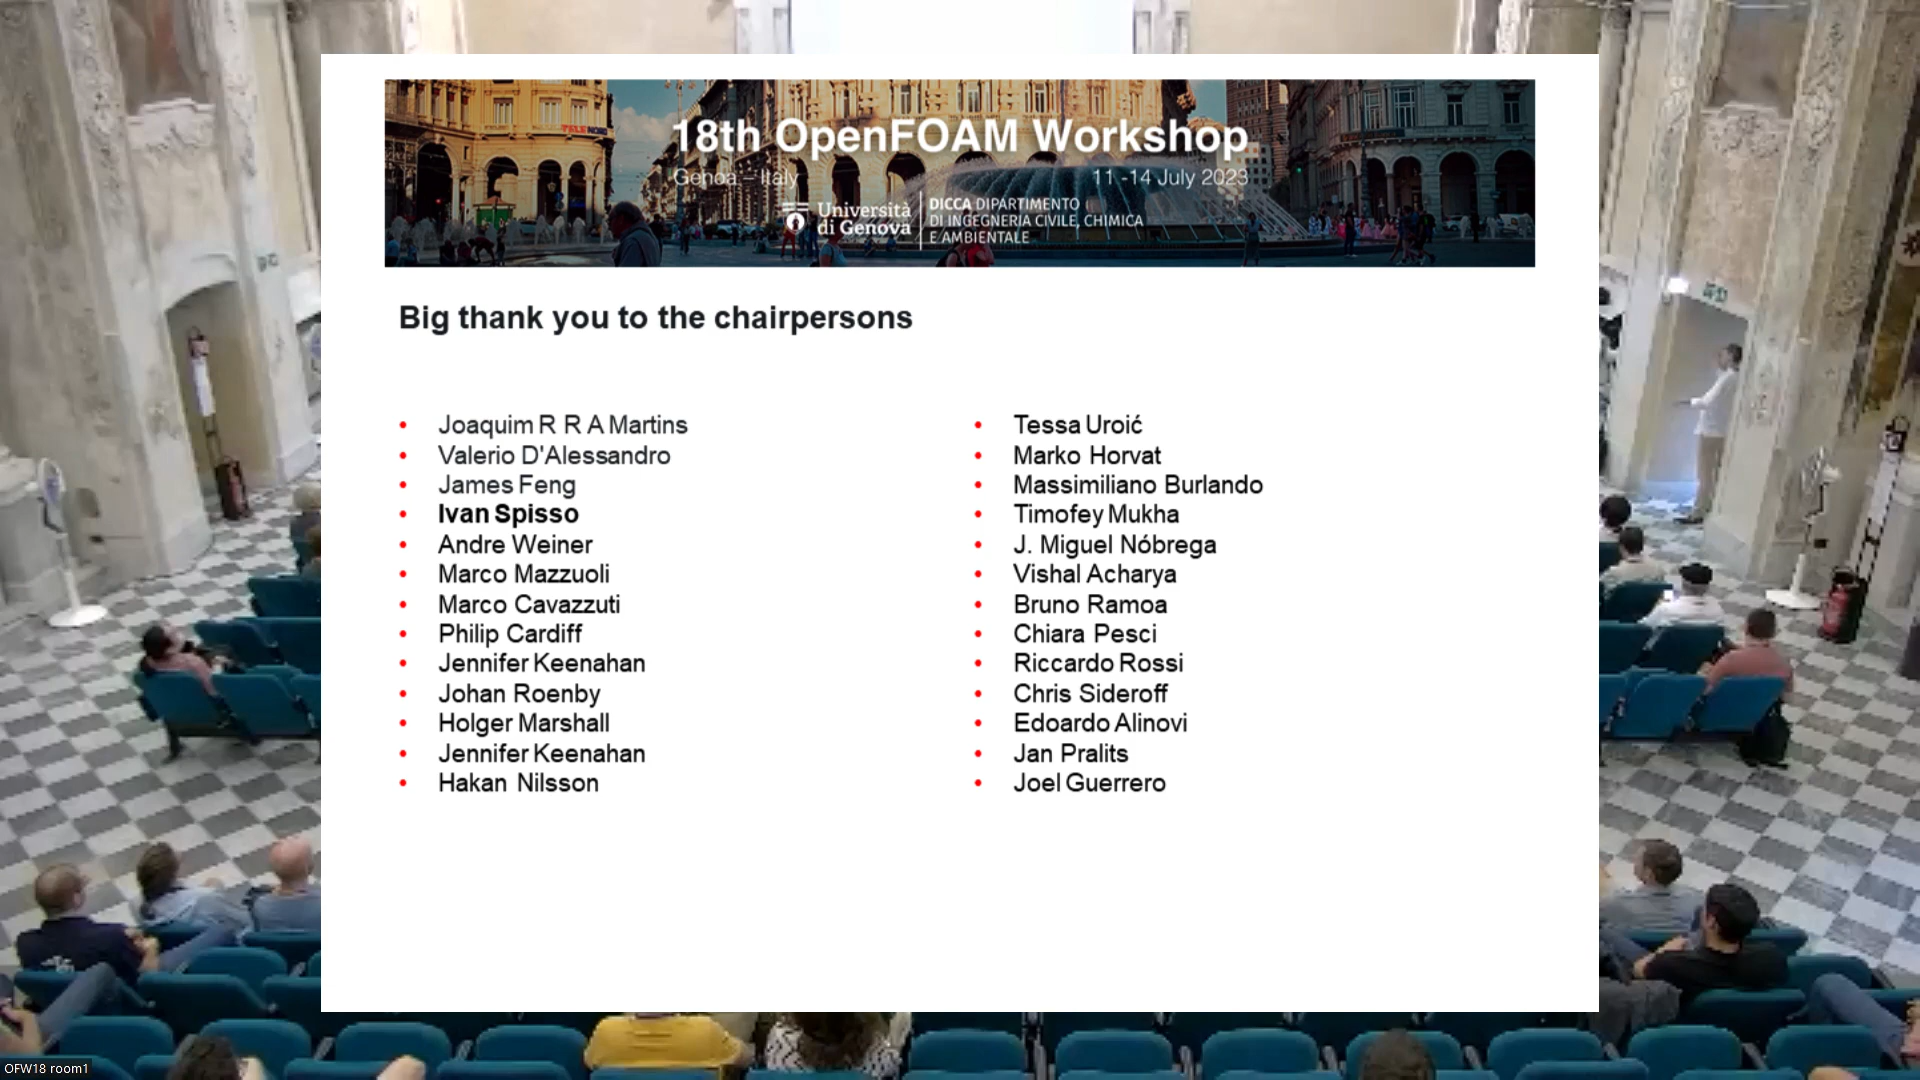 18th OpenFOAM Workshop
Genoa – Italy
11 -14 July 2023
Università
di Genova
DICCA DIPARTIMENTO
DI INGEGNERIA CIVILE, CHIMICA
E AMBIENTALE
Big thank you to the chairpersons
• Joaquim R R A Martins
• Valerio D'Alessandro
• James Feng
• Ivan Spisso
• Andre Weiner
• Marco Mazzuoli
• Marco Cavazzuti
• Philip Cardiff
• Jennifer Keenahan
• Johan Roenby
• Holger Marshall
• Jennifer Keenahan
• Hakan Nilsson
• Tessa Uroić
• Marko Horvat
• Massimiliano Burlando
• Timofey Mukha
• J. Miguel Nóbrega
• Vishal Acharya
• Bruno Ramoa
• Chiara Pesci
• Riccardo Rossi
• Chris Sideroff
• Edoardo Alinovi
• Jan Pralits
• Joel Guerrero
OFW18 room1